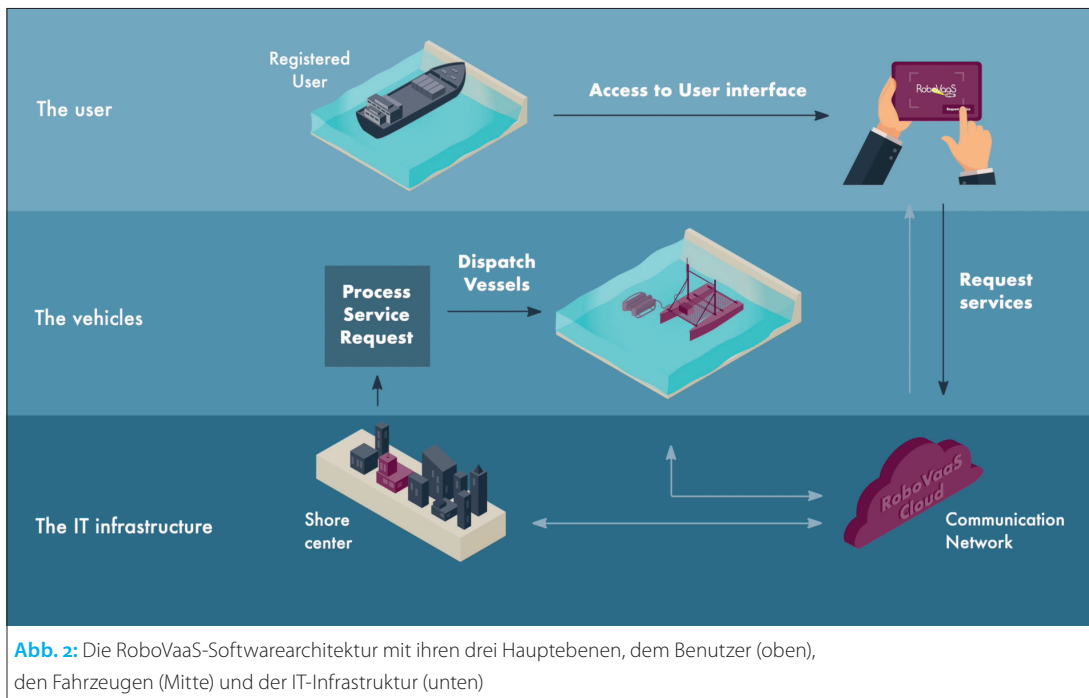 Registered
User
The user
Access to User interface
RoboVaaS
Dispatch
Vessels
Process
Service
Request
Request
services
The vehicles
RoboVaaS
Cloud
The IT infrastructure
Shore
center
Communication
Network
Abb. 2: Die RoboVaaS-Softwarearchitektur mit ihren drei Hauptebenen, dem Benutzer (oben),
den Fahrzeugen (Mitte) und der IT-Infrastruktur (unten)